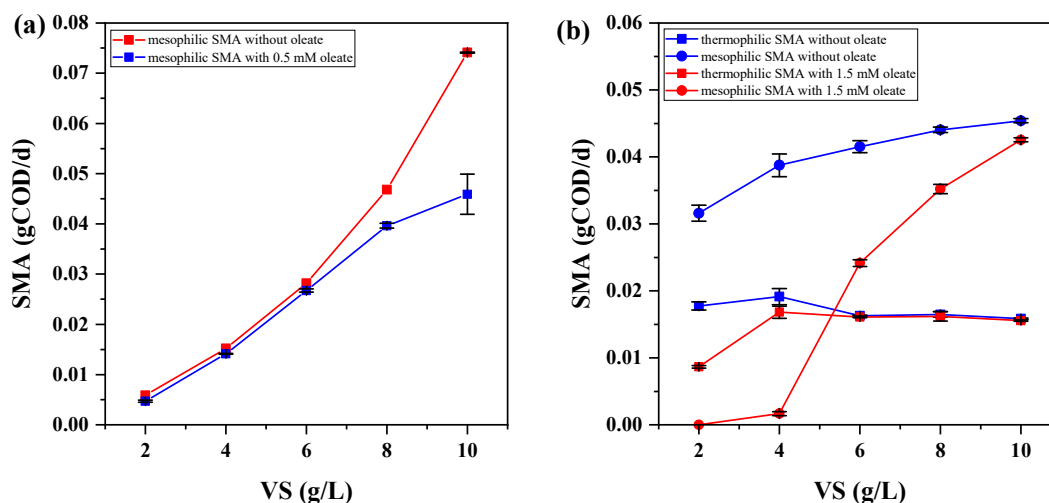 (a)
0.08
0.07
0.06
0.05
0.04
0.03
0.02
0.01
0.00
SMA (gCOD/d)
mesophilic SMA without oleate
mesophilic SMA with 0.5 mM oleate
2 4 6 8 10
VS (g/L)
(b)
0.06
0.05
0.04
0.03
0.02
0.01
0.00
SMA (gCOD/d)
thermophilic SMA without oleate
mesophilic SMA without oleate
thermophilic SMA with 1.5 mM oleate
mesophilic SMA with 1.5 mM oleate
2 4 6 8 10
VS (g/L)